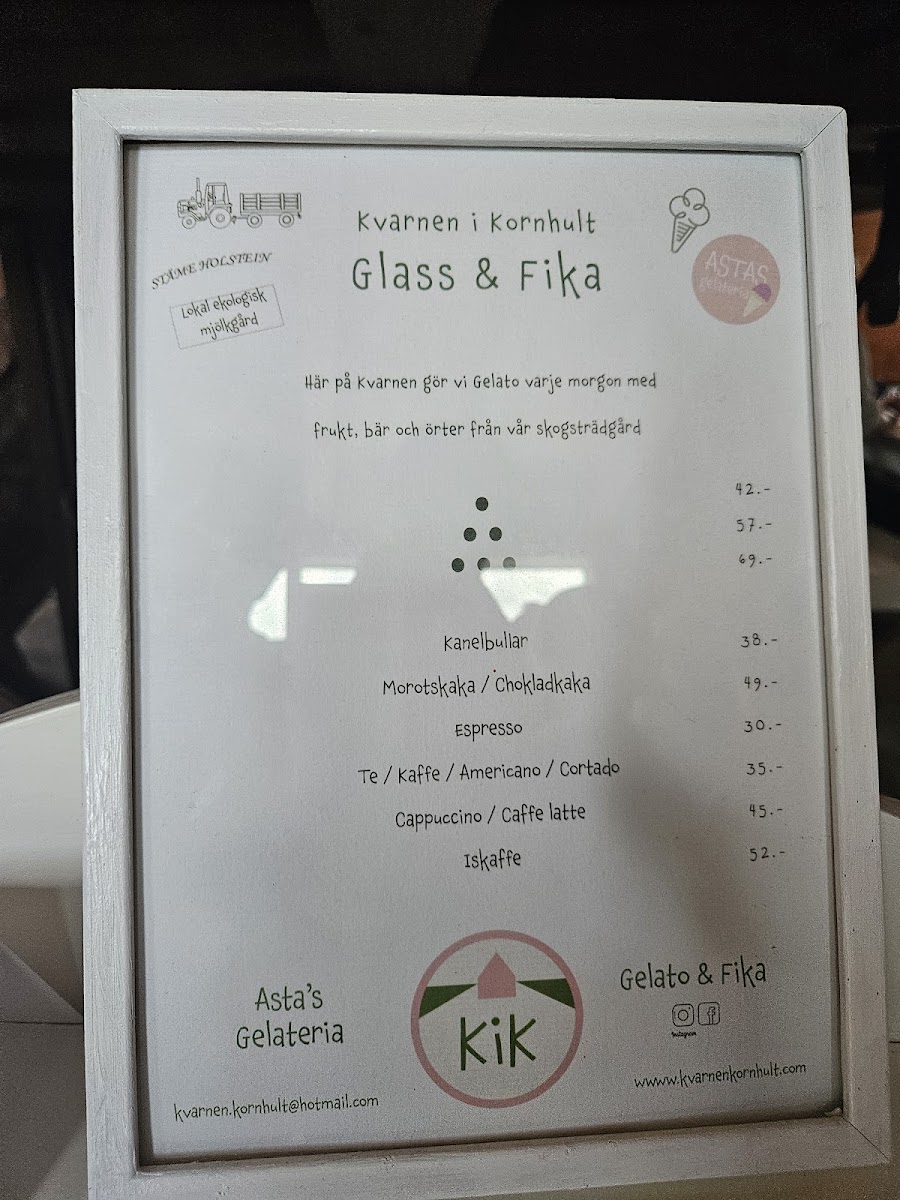 Kvarnen i Kornhult
Glass & Fika
STÅME HOLSTEIN
Lokal ekologisk
mjölkgård
ASTAS
gelateria
Här på Kvarnen gör vi Gelato varje morgon med
frukt, bär och örter från vår skogsträdgård
42.-
57.-
69.-
Kanelbullar 38.-
Morotskaka / Chokladkaka 49.-
Espresso 30.-
Te / Kaffe / Americano / Cortado 35.-
Cappuccino / Caffe latte 45.-
Iskaffe 52.-
Asta's
Gelateria
KiK
Gelato & Fika
Instagram
kvarnen.kornhult@hotmail.com
www.kvarnenkornhult.com